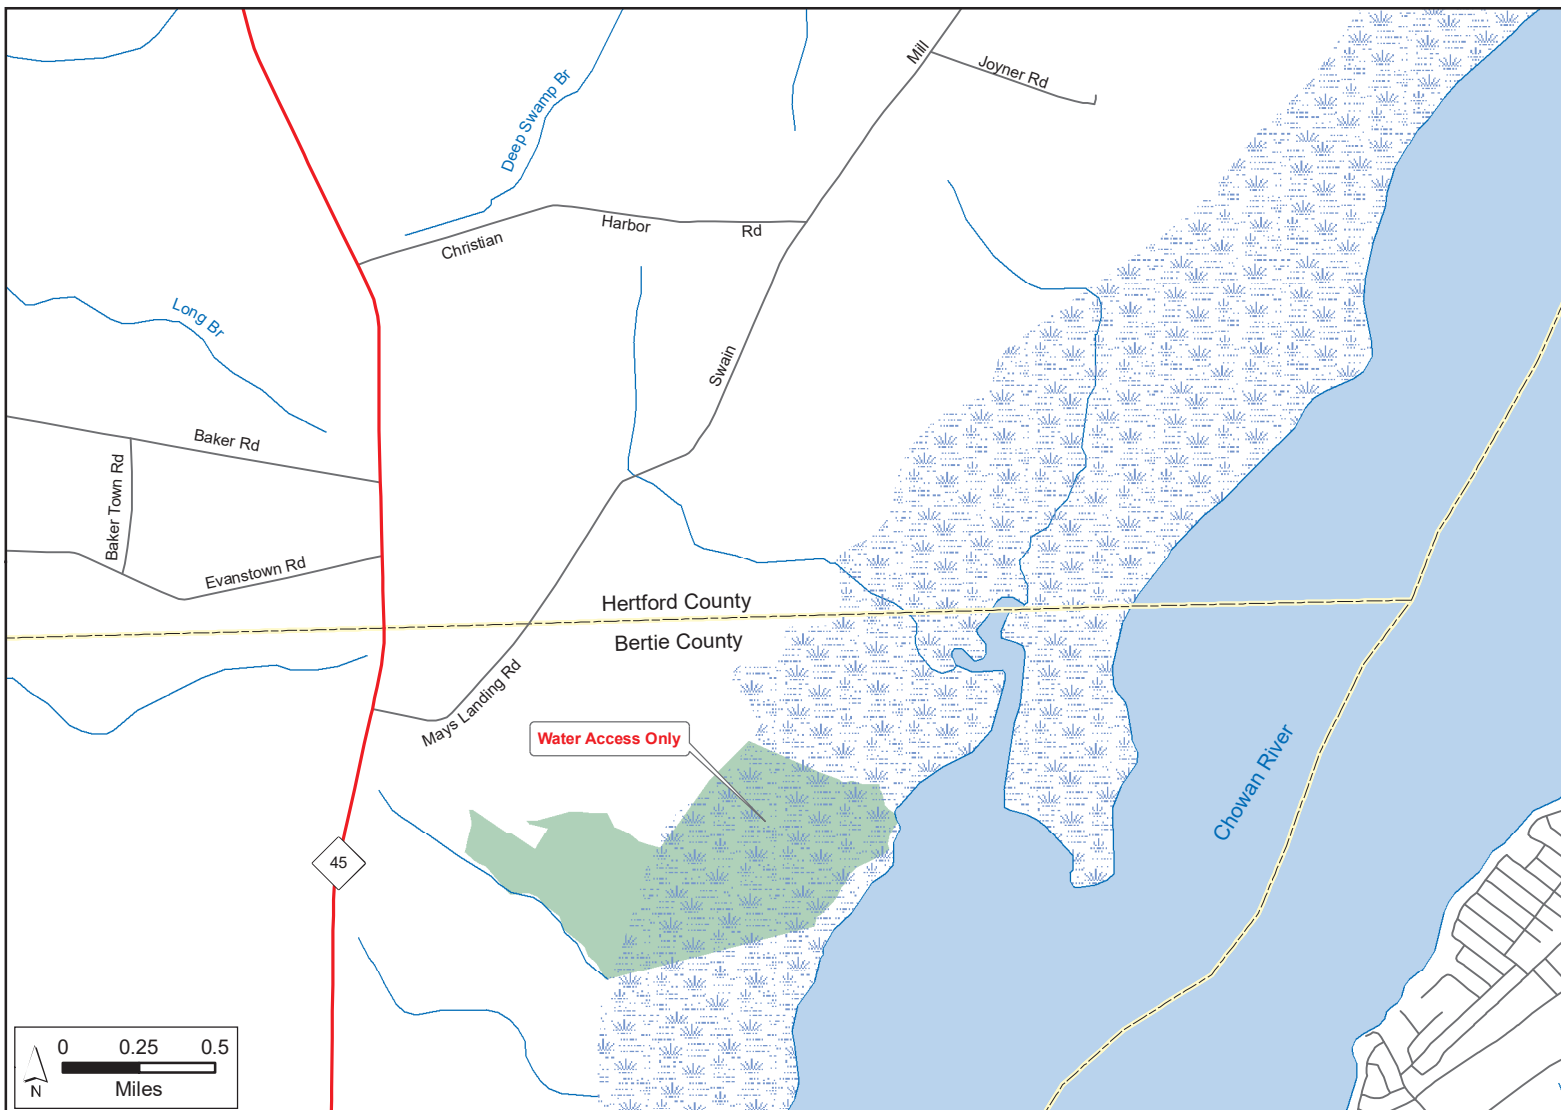 Mill
Joyner Rd
Deep Swamp Br
Christian
Harbor
Rd
Long Br
Swain
Baker Rd
Baker Town Rd
Evanstown Rd
Hertford County
Bertie County
Mays Landing Rd
Water Access Only
Chowan River
45
0 0.25 0.5
Miles
N